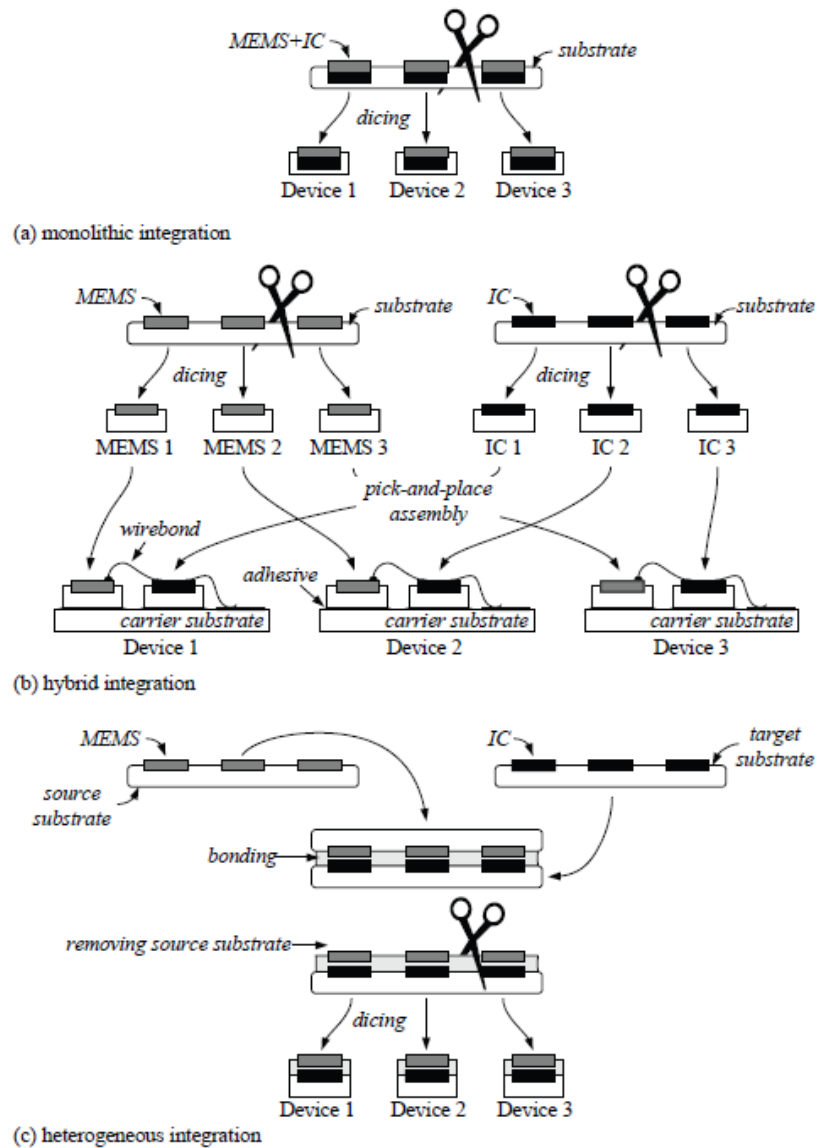 MEMS+IC
substrate
dicing
Device 1
Device 2
Device 3
(a) monolithic integration
MEMS
substrate
IC
substrate
dicing
dicing
MEMS 1
MEMS 2
MEMS 3
IC 1
IC 2
IC 3
pick-and-place
assembly
wirebond
adhesive
carrier substrate
carrier substrate
carrier substrate
Device 1
Device 2
Device 3
(b) hybrid integration
MEMS
IC
target
substrate
source
substrate
bonding
removing source substrate
dicing
Device 1
Device 2
Device 3
(c) heterogeneous integration